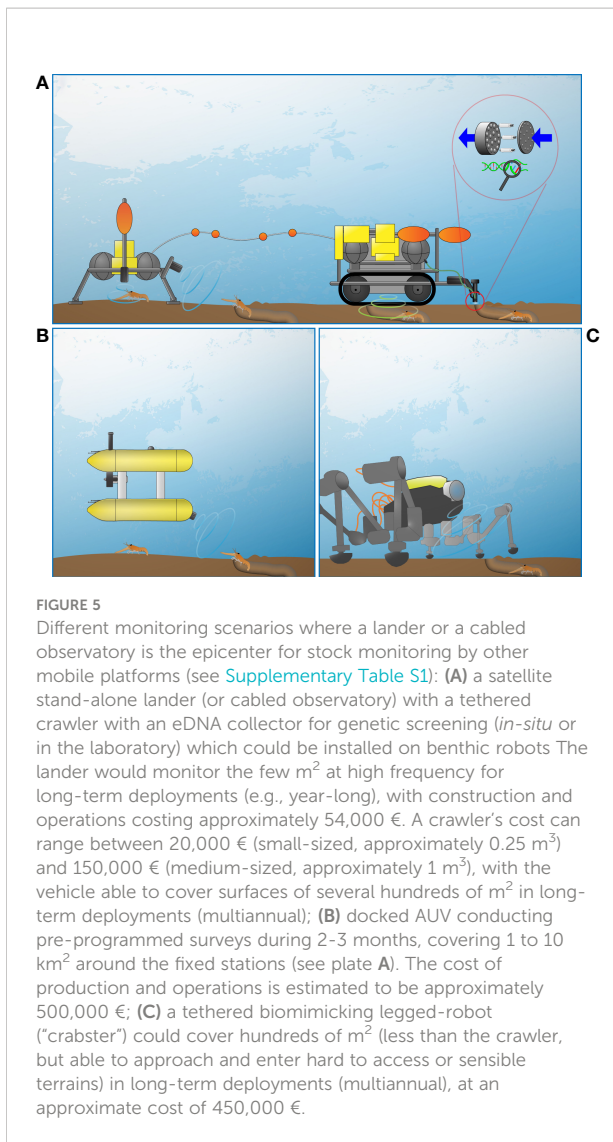 A
B
C
FIGURE 5
Different monitoring scenarios where a lander or a cabled
observatory is the epicenter for stock monitoring by other
mobile platforms (see Supplementary Table S1): (A) a satellite
stand-alone lander (or cabled observatory) with a tethered
crawler with an eDNA collector for genetic screening (in-situ or
in the laboratory) which could be installed on benthic robots The
lander would monitor the few m² at high frequency for
long-term deployments (e.g., year-long), with construction and
operations costing approximately 54,000 €. A crawler's cost can
range between 20,000 € (small-sized, approximately 0.25 m³)
and 150,000 € (medium-sized, approximately 1 m³), with the
vehicle able to cover surfaces of several hundreds of m² in long-
term deployments (multiannual); (B) docked AUV conducting
pre-programmed surveys during 2-3 months, covering 1 to 10
km² around the fixed stations (see plate A). The cost of
production and operations is estimated to be approximately
500,000 €; (C) a tethered biomimicking legged-robot
("crabster") could cover hundreds of m² (less than the crawler,
but able to approach and enter hard to access or sensible
terrains) in long-term deployments (multiannual), at an
approximate cost of 450,000 €.